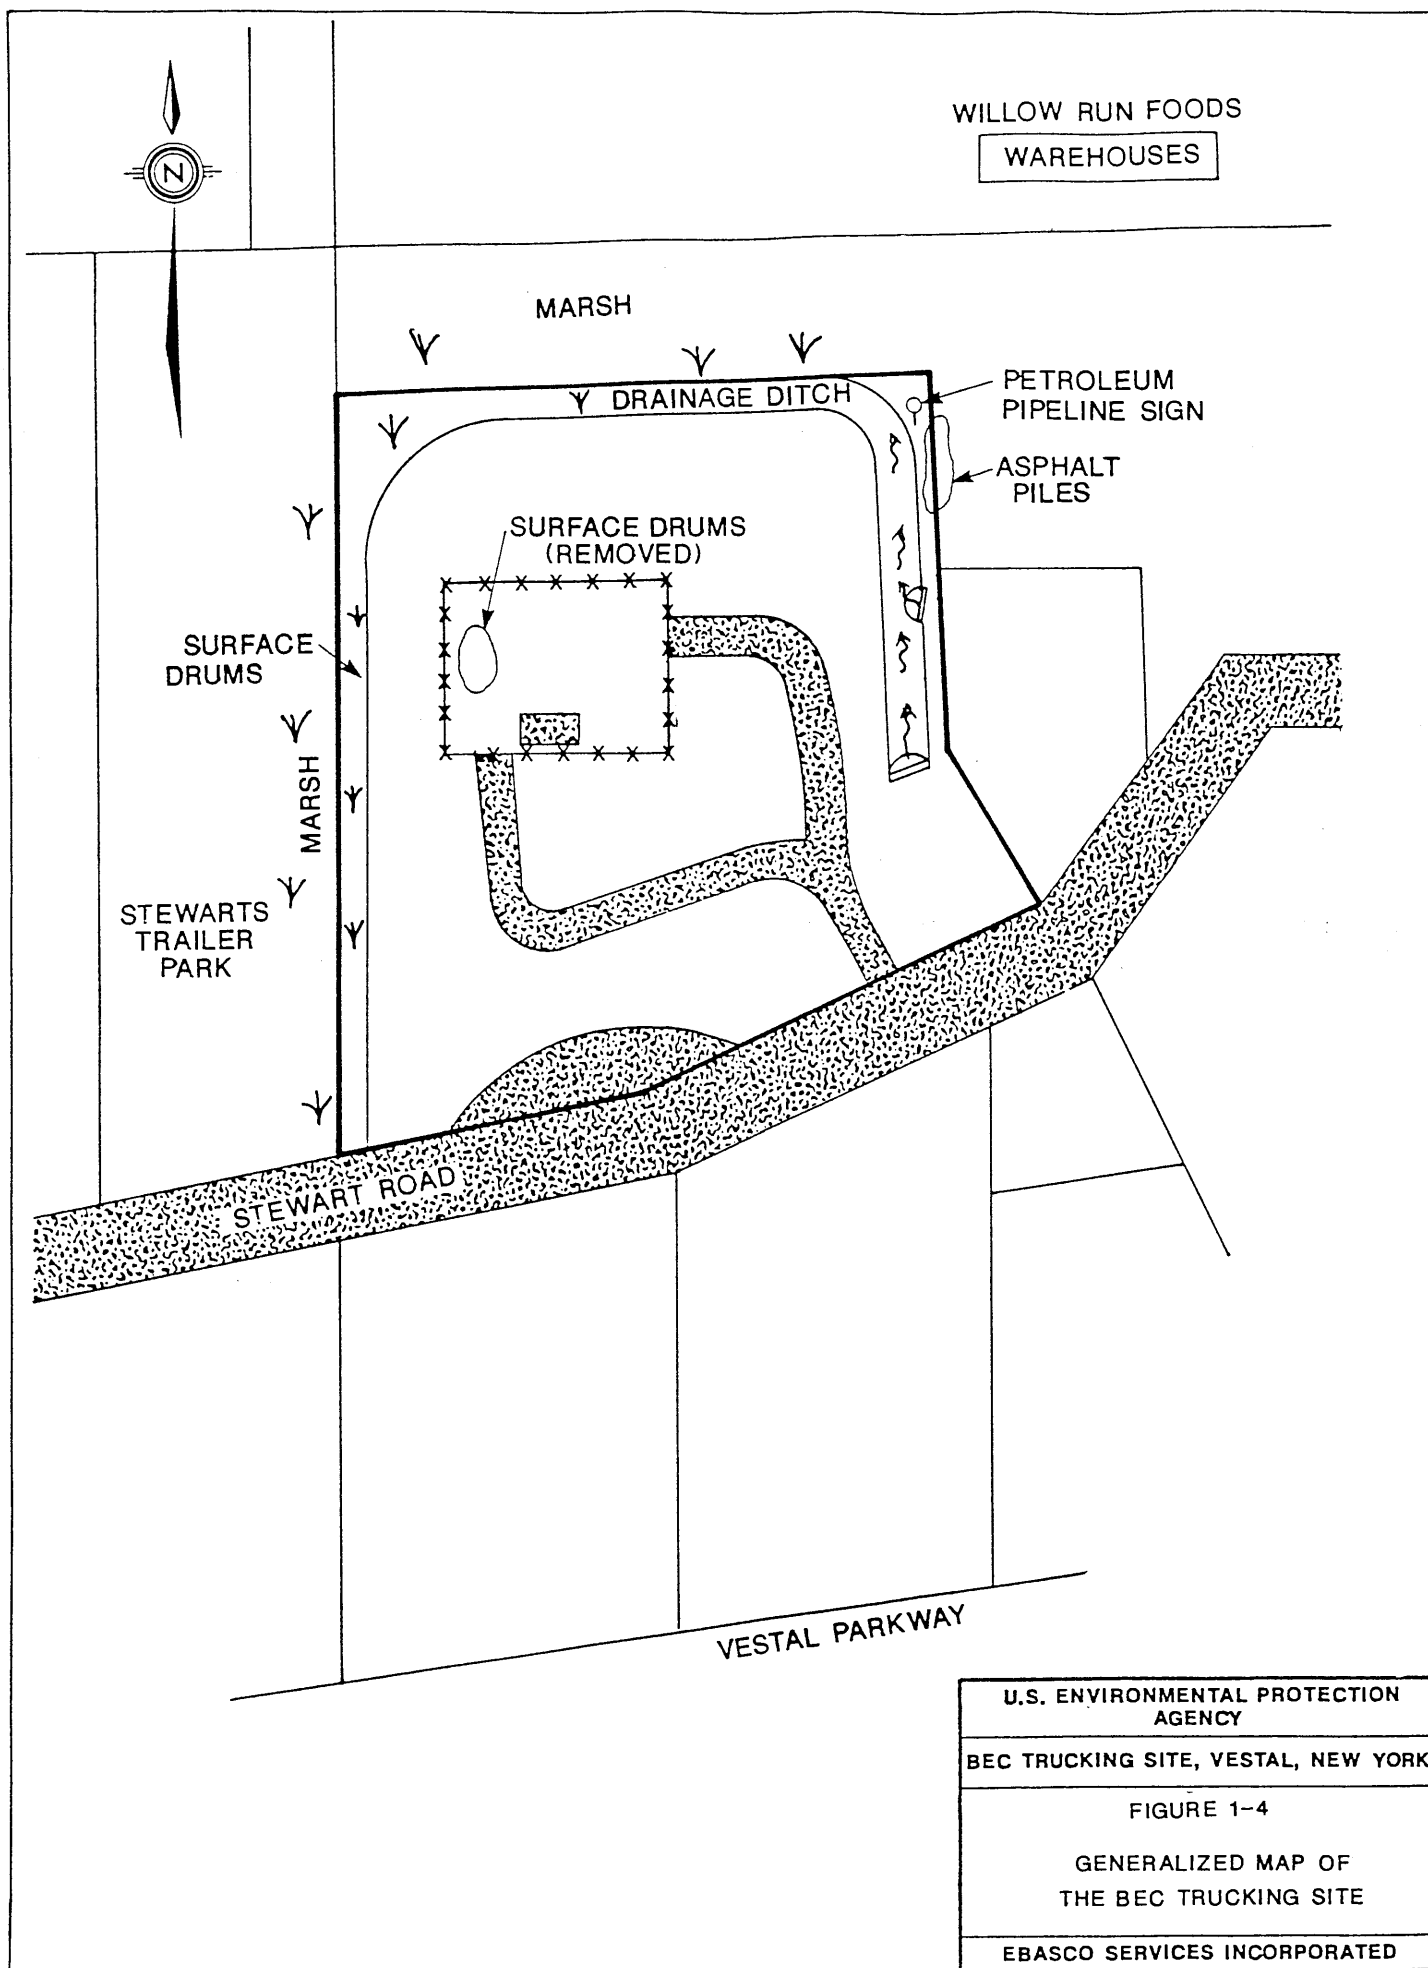 WILLOW RUN FOODS
WAREHOUSES
N
MARSH
DRAINAGE DITCH
PETROLEUM
PIPELINE SIGN
ASPHALT
PILES
SURFACE DRUMS
(REMOVED)
SURFACE
DRUMS
MARSH
STEWARTS
TRAILER
PARK
STEWART ROAD
VESTAL PARKWAY
U.S. ENVIRONMENTAL PROTECTION
AGENCY
BEC TRUCKING SITE, VESTAL, NEW YORK
FIGURE 1-4
GENERALIZED MAP OF
THE BEC TRUCKING SITE
EBASCO SERVICES INCORPORATED